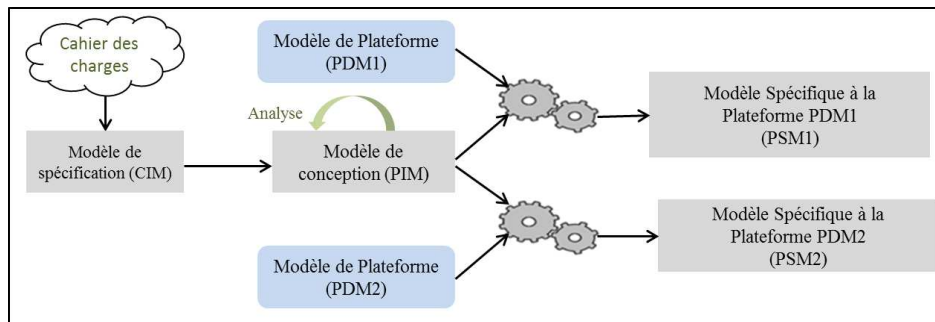 Cahier des
charges
Modèle de
spécification (CIM)
Modèle de Plateforme
(PDM1)
Analyse
Modèle de
conception (PIM)
Modèle de Plateforme
(PDM2)
Modèle Spécifique à la
Plateforme PDM1
(PSM1)
Modèle Spécifique à la
Plateforme PDM2
(PSM2)